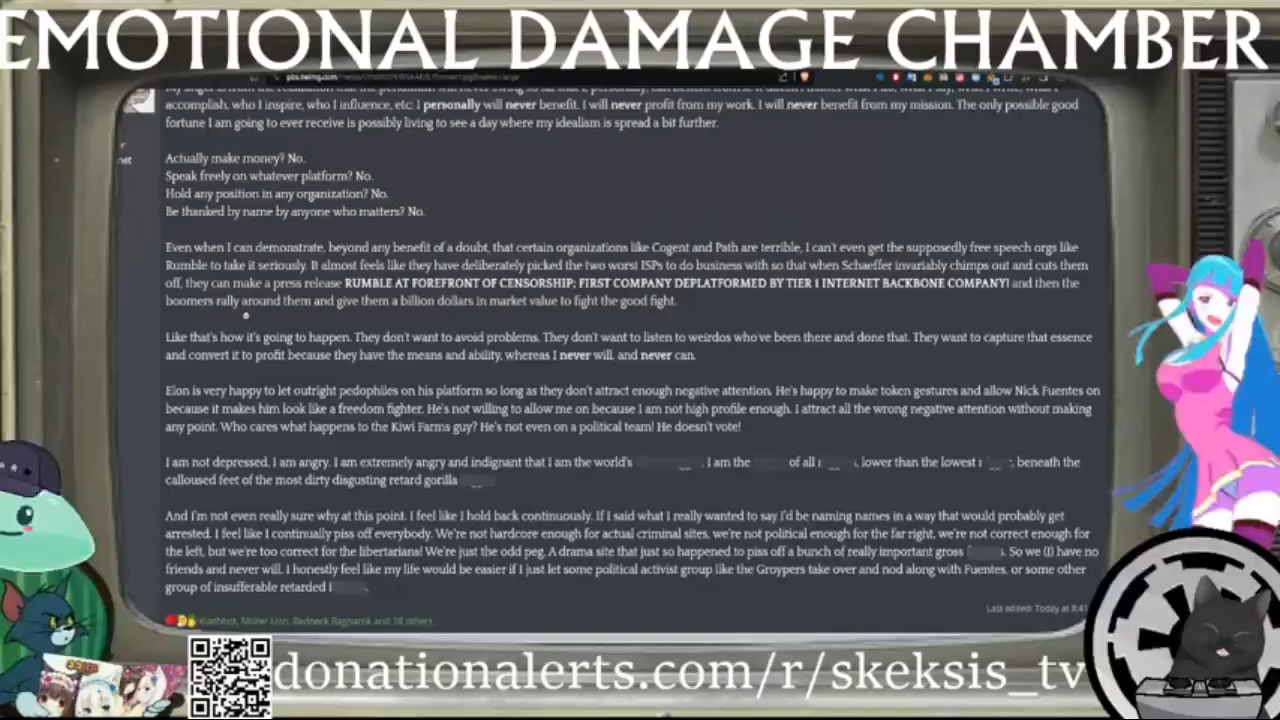 EMOTIONAL DAMAGE CHAMBER
accomplish, who I inspire, who I influence, etc. I personally will never benefit. I will never profit from my work. I will never benefit from my mission. The only possible good
fortune I am going to ever receive is possibly living to see a day where my idealism is spread a bit further.
net
Actually make money? No.
Speak freely on whatever platform? No.
Hold any position in any organization? No.
Be thanked by name by anyone who matters? No.
Even when I can demonstrate, beyond any benefit of a doubt, that certain organizations like Cogent and Path are terrible, I can't even get the supposedly free speech orgs like
Rumble to take it seriously. It almost feels like they have deliberately picked the two worst ISPs to do business with so that when Schaeffer invariably chimps out and cuts them
off, they can make a press release RUMBLE AT FOREFRONT OF CENSORSHIP; FIRST COMPANY DEPLATFORMED BY TIER 1 INTERNET BACKBONE COMPANY! and then the
boomers rally around them and give them a billion dollars in market value to fight the good fight.
Like that's how it's going to happen. They don't want to avoid problems. They don't want to listen to weirdos who've been there and done that. They want to capture that essence
and convert it to profit because they have the means and ability, whereas I never will, and never can.
Elon is very happy to let outright pedophiles on his platform so long as they don't attract enough negative attention. He's happy to make token gestures and allow Nick Fuentes on
because it makes him look like a freedom fighter. He's not willing to allow me on because I am not high profile enough. I attract all the wrong negative attention without making
any point. Who cares what happens to the Kiwi Farms guy? He's not even on a political team! He doesn't vote!
I am not depressed, I am angry. I am extremely angry and indignant that I am the world's . I am the of all , lower than the lowest , beneath the
calloused feet of the most dirty disgusting retard gorilla
And I'm not even really sure why at this point. I feel like I hold back continuously. If I said what I really wanted to say I'd be naming names in a way that would probably get
arrested. I feel like I continually piss off everybody. We're not hardcore enough for actual criminal sites, we're not political enough for the far right, we're not correct enough for
the left, but we're too correct for the libertarians! We're just the odd peg. A drama site that just so happened to piss off a bunch of really important gross . So we (I) have no
friends and never will. I honestly feel like my life would be easier if I just let some political activist group like the Groypers take over and nod along with Fuentes, or some other
group of insufferable retarded
Last edited: Today at 8:41
Redneck Ragnarok and 18 others
donationalerts.com/r/skeksis_tv